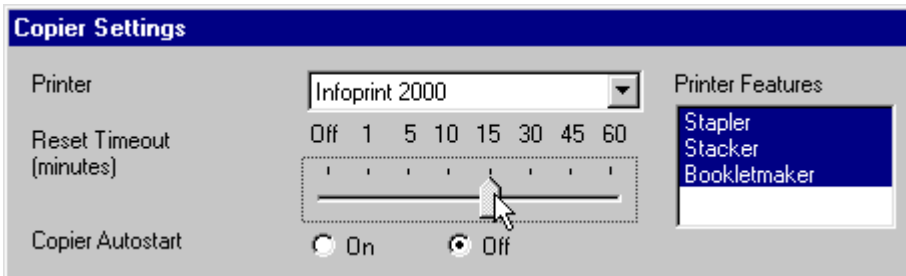 Copier Settings
Printer
Infoprint 2000
Printer Features
Stapler
Stacker
Bookletmaker
Reset Timeout
(minutes)
Off 1 5 10 15 30 45 60
Copier Autostart
On Off